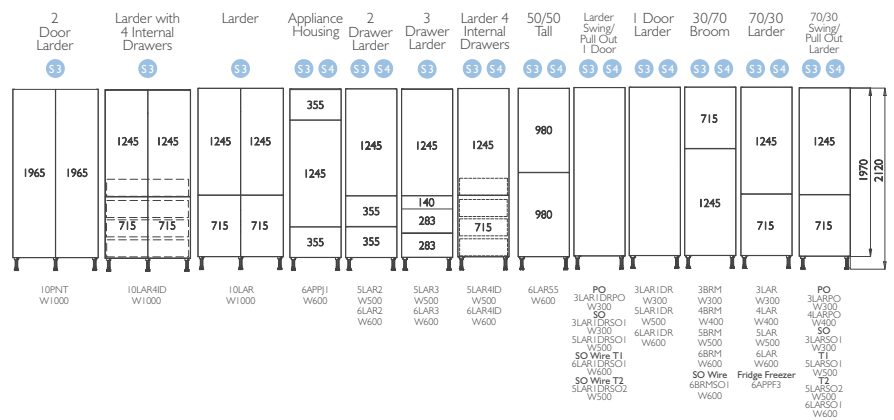 2
Door
Larder
S3
1965 1965
10PNT
W1000
Larder with
4 Internal
Drawers
S3
1245 1245
715 715
10LAR4ID
W1000
Larder
S3
1245 1245
715 715
10LAR
W1000
Appliance
Housing
S3 S4
355
1245
355
6APPJ1
W600
2
Drawer
Larder
S3 S4
1245
355
355
5LAR2
W500
6LAR2
W600
3
Drawer
Larder
S3
1245
140
283
283
5LAR3
W500
6LAR3
W600
Larder 4
Internal
Drawers
S3 S4
1245
715
5LAR4ID
W500
6LAR4ID
W600
50/50
Tall
S3 S4
980
980
6LAR55
W600
Larder
Swing/
Pull Out
1 Door
S3 S4
PO
3LAR1DRPO
W300
SO
3LAR1DRSO1
W300
5LAR1DRSO1
W500
SO Wire T1
6LAR1DRSO1
W600
SO Wire T2
5LAR1DRSO2
W500
1 Door
Larder
S3 S4
3LAR1DR
W300
5LAR1DR
W500
6LAR1DR
W600
30/70
Broom
S3 S4
715
1245
3BRM
W300
4BRM
W400
5BRM
W500
6BRM
W600
SO Wire
6BRMSO1
W600
70/30
Larder
S3 S4
1245
715
3LAR
W300
4LAR
W400
5LAR
W500
6LAR
W600
Fridge Freezer
6APPF3
70/30
Swing/
Pull Out
Larder
S3 S4
1245
715
PO
3LARPO
W300
4LARPO
W400
SO
3LARSO1
W300
T1
5LARSO1
W500
T2
5LARSO2
W500
6LARSO1
W600
1970
2120